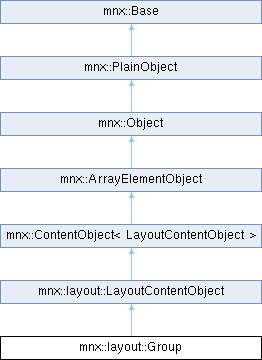 mnx::Base
mnx::PlainObject
mnx::Object
mnx::ArrayElementObject
mnx::ContentObject< LayoutContentObject >
mnx::layout::LayoutContentObject
mnx::layout::Group